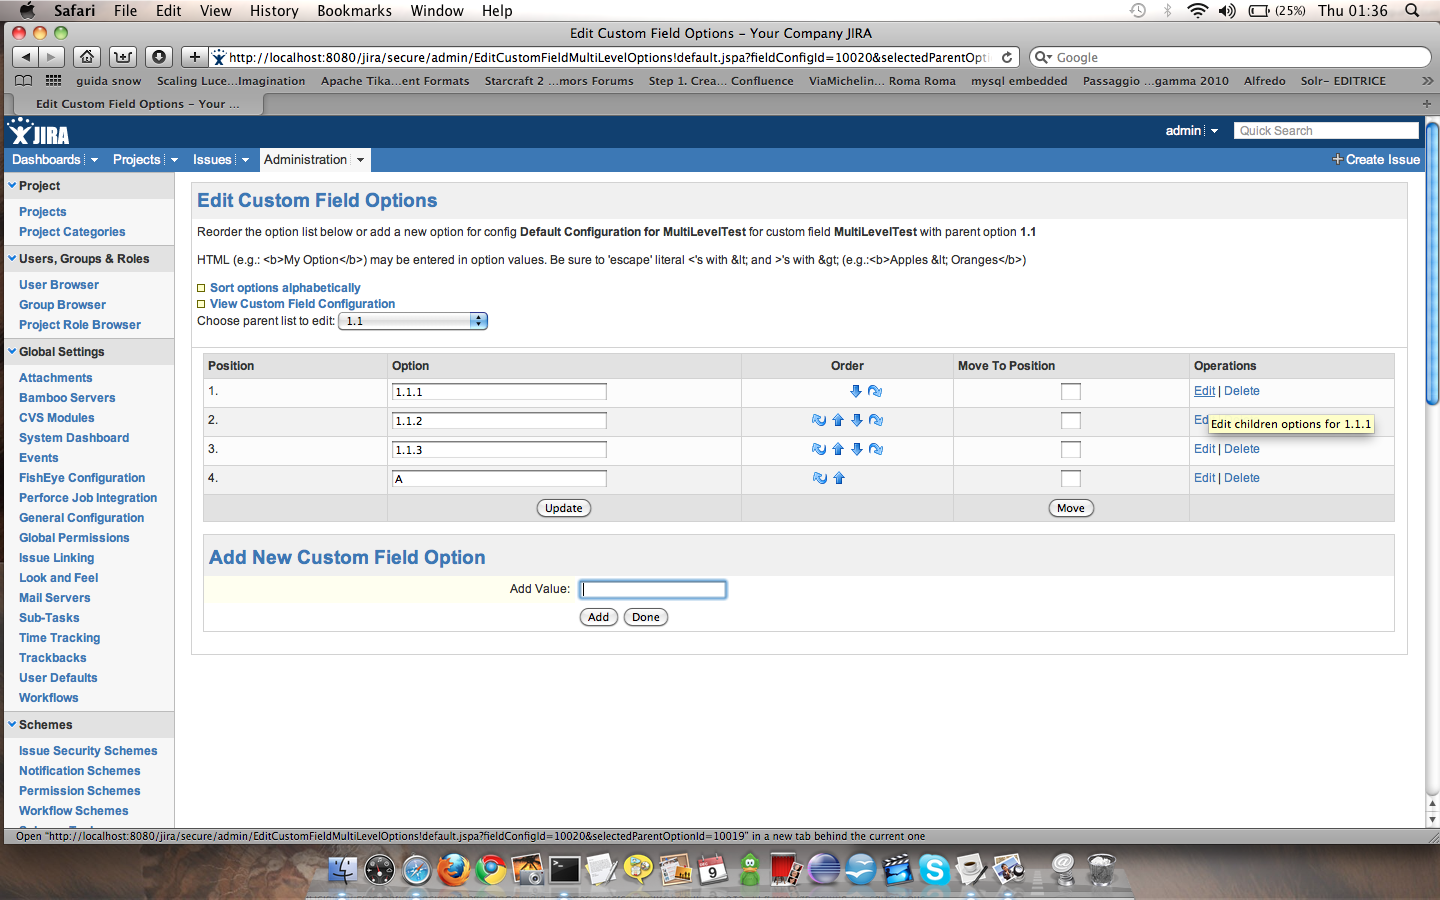 Safari File Edit View History Bookmarks Window Help (25%) Thu 01:36
Edit Custom Field Options – Your Company JIRA
http://localhost:8080/jira/secure/admin/EditCustomFieldMultiLevelOptions!default.jspa?fieldConfigId=10020&selectedParentOpti Google
guida snow Scaling Luce...Imagination Apache Tika...ent Formats Starcraft 2 ...mors Forums Step 1. Crea... Confluence ViaMichelin... Roma Roma mysql embedded Passaggio ...gamma 2010 Alfredo Solr- EDITRICE
Edit Custom Field Options – Your ...
JIRA admin Quick Search
Dashboards Projects Issues Administration Create Issue
Project
Projects
Project Categories
Users, Groups & Roles
User Browser
Group Browser
Project Role Browser
Global Settings
Attachments
Bamboo Servers
CVS Modules
System Dashboard
Events
FishEye Configuration
Perforce Job Integration
General Configuration
Global Permissions
Issue Linking
Look and Feel
Mail Servers
Sub-Tasks
Time Tracking
Trackbacks
User Defaults
Workflows
Schemes
Issue Security Schemes
Notification Schemes
Permission Schemes
Workflow Schemes
Edit Custom Field Options
Reorder the option list below or add a new option for config Default Configuration for MultiLevelTest for custom field MultiLevelTest with parent option 1.1
HTML (e.g.: <b>My Option</b>) may be entered in option values. Be sure to 'escape' literal <'s with &lt; and >'s with &gt; (e.g.:<b>Apples &lt; Oranges</b>)
Sort options alphabetically
View Custom Field Configuration
Choose parent list to edit: 1.1
Position Option Order Move To Position Operations
1. 1.1.1 Edit | Delete
2. 1.1.2 Ed
Edit children options for 1.1.1
3. 1.1.3 Edit | Delete
4. A Edit | Delete
Update Move
Add New Custom Field Option
Add Value:
Add Done
Open "http://localhost:8080/jira/secure/admin/EditCustomFieldMultiLevelOptions!default.jspa?fieldConfigId=10020&selectedParentOptionId=10019" in a new tab behind the current one
9